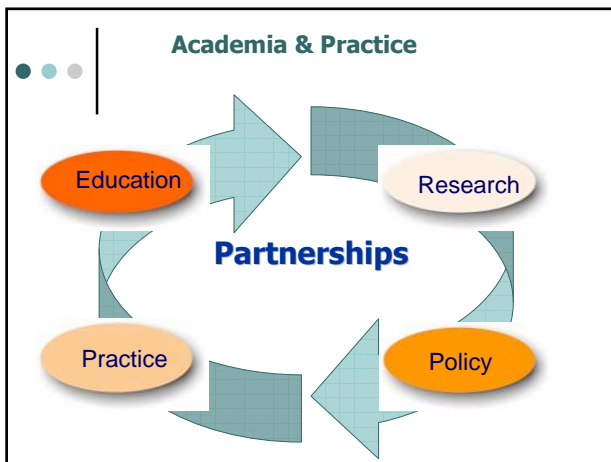 Academia & Practice
Education
Research
Partnerships
Practice
Policy